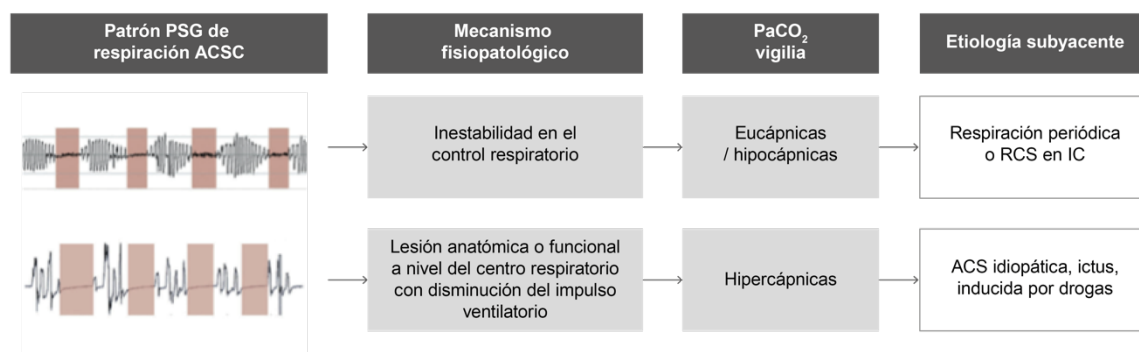 Patrón PSG de
respiración ACSC
Mecanismo
fisiopatológico
PaCO₂
vigilia
Etiología subyacente
Inestabilidad en el
control respiratorio
Eucápnicas
/ hipocápnicas
Respiración periódica
o RCS en IC
Lesión anatómica o funcional
a nivel del centro respiratorio
con disminución del impulso
ventilatorio
Hipercápnicas
ACS idiopática, ictus,
inducida por drogas